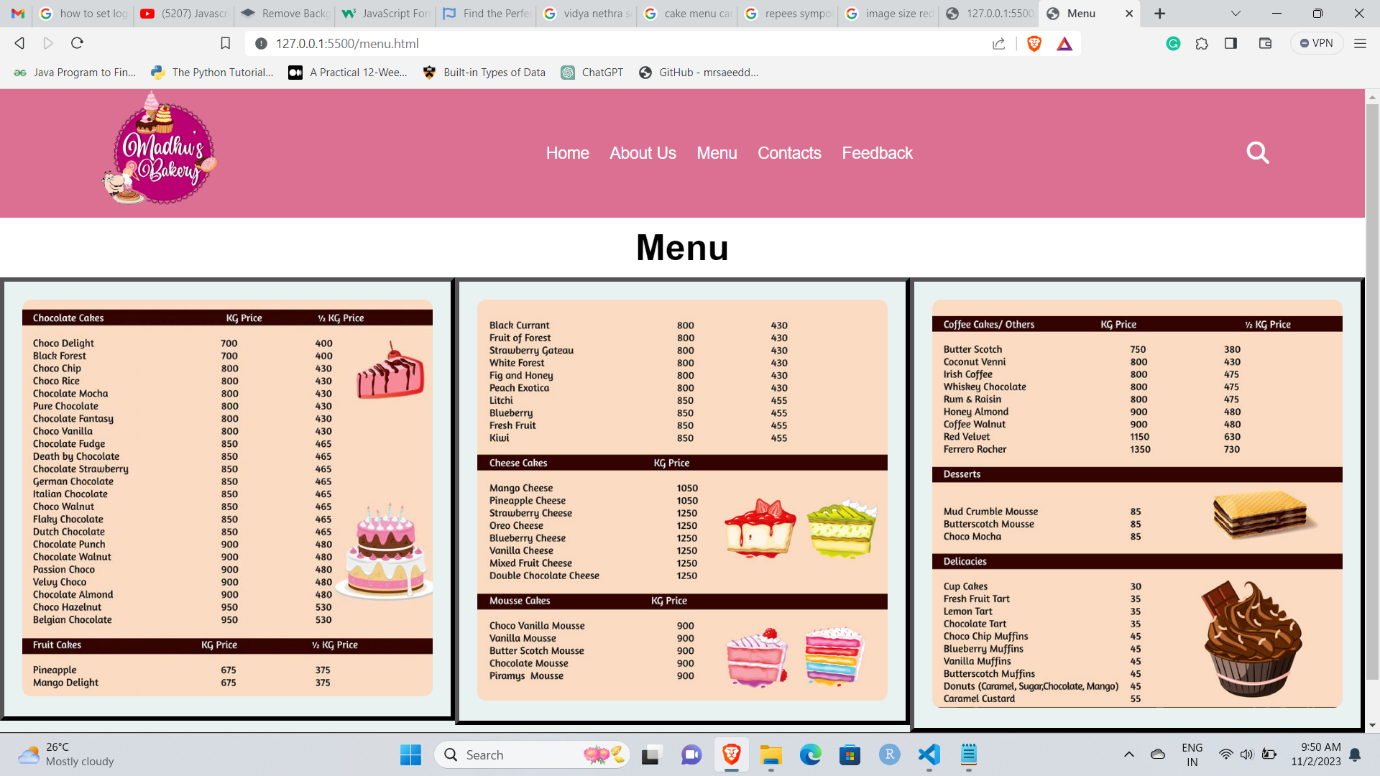 how to set log
(5207) Javascr
Remove Backg
JavaScript For
Find the Perfe
vidya nethra s
cake menu car
repees sympo
image size rec
127.0.0.1:5500
Menu
127.0.0.1:5500/menu.html
VPN
Java Program to Fin...
The Python Tutorial...
A Practical 12-Wee...
Built-in Types of Data
ChatGPT
GitHub - mrsaeedd...
Madhu's
Bakery
Home About Us Menu Contacts Feedback
Menu
Chocolate Cakes KG Price ½ KG Price
Choco Delight 700 400
Black Forest 700 400
Choco Chip 800 430
Choco Rice 800 430
Chocolate Mocha 800 430
Pure Chocolate 800 430
Chocolate Fantasy 800 430
Choco Vanilla 800 430
Chocolate Fudge 850 465
Death by Chocolate 850 465
Chocolate Strawberry 850 465
German Chocolate 850 465
Italian Chocolate 850 465
Choco Walnut 850 465
Flaky Chocolate 850 465
Dutch Chocolate 850 465
Chocolate Punch 900 480
Chocolate Walnut 900 480
Passion Choco 900 480
Velvy Choco 900 480
Chocolate Almond 900 480
Choco Hazelnut 950 530
Belgian Chocolate 950 530
Fruit Cakes KG Price ½ KG Price
Pineapple 675 375
Mango Delight 675 375
Black Currant 800 430
Fruit of Forest 800 430
Strawberry Gateau 800 430
White Forest 800 430
Fig and Honey 800 430
Peach Exotica 800 430
Litchi 850 455
Blueberry 850 455
Fresh Fruit 850 455
Kiwi 850 455
Cheese Cakes KG Price
Mango Cheese 1050
Pineapple Cheese 1050
Strawberry Cheese 1250
Oreo Cheese 1250
Blueberry Cheese 1250
Vanilla Cheese 1250
Mixed Fruit Cheese 1250
Double Chocolate Cheese 1250
Mousse Cakes KG Price
Choco Vanilla Mousse 900
Vanilla Mousse 900
Butter Scotch Mousse 900
Chocolate Mousse 900
Piramys Mousse 900
Coffee Cakes/ Others KG Price ½ KG Price
Butter Scotch 750 380
Coconut Venni 800 430
Irish Coffee 800 475
Whiskey Chocolate 800 475
Rum & Raisin 800 475
Honey Almond 900 480
Coffee Walnut 900 480
Red Velvet 1150 630
Ferrero Rocher 1350 730
Desserts
Mud Crumble Mousse 85
Butterscotch Mousse 85
Choco Mocha 85
Delicacies
Cup Cakes 30
Fresh Fruit Tart 35
Lemon Tart 35
Chocolate Tart 35
Choco Chip Muffins 45
Blueberry Muffins 45
Vanilla Muffins 45
Butterscotch Muffins 45
Donuts (Caramel, Sugar,Chocolate, Mango) 45
Caramel Custard 55
26°C
Mostly cloudy
Search
ENG
IN
9:50 AM
11/2/2023